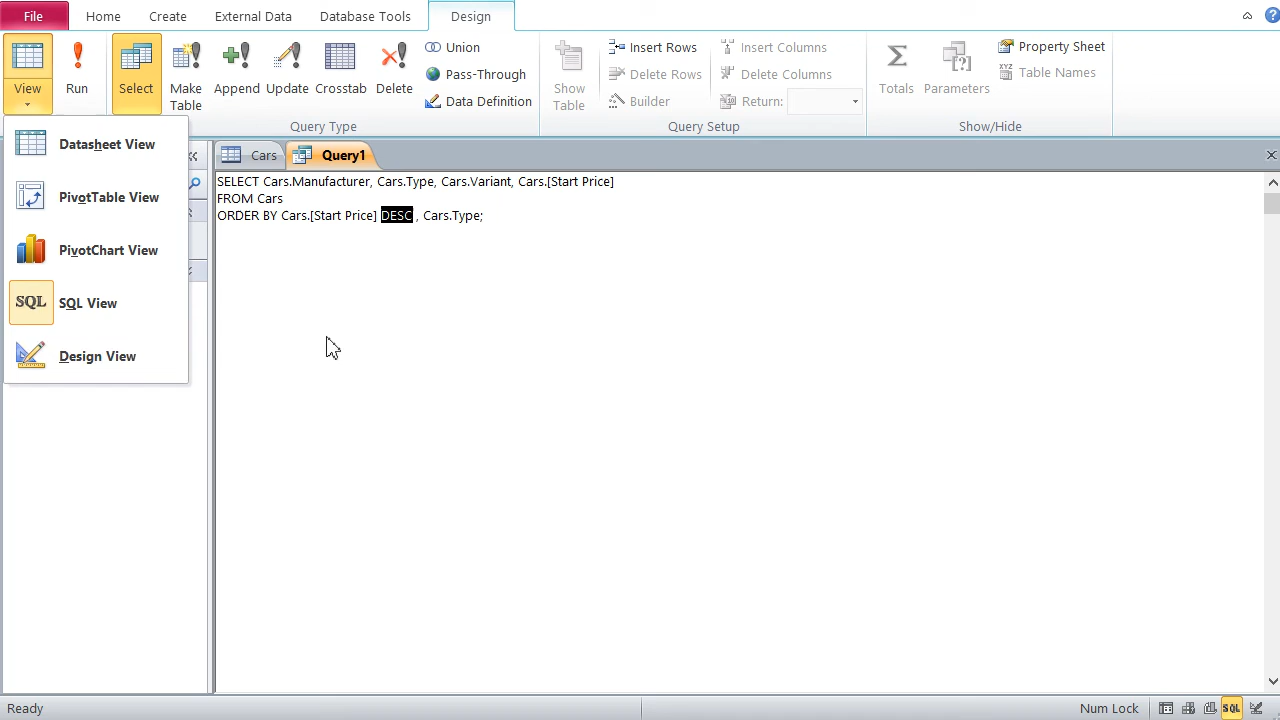 File
Home
Create
External Data
Database Tools
Design
View
Run
Select
Make
Table
Append
Update
Crosstab
Delete
Union
Pass-Through
Data Definition
Query Type
Show
Table
Insert Rows
Delete Rows
Builder
Insert Columns
Delete Columns
Return:
Query Setup
Totals
Parameters
Property Sheet
XYZ
Table Names
Show/Hide
Datasheet View
PivotTable View
PivotChart View
SQL
SQL View
Design View
Cars
Query1
SELECT Cars.Manufacturer, Cars.Type, Cars.Variant, Cars.[Start Price]
FROM Cars
ORDER BY Cars.[Start Price] DESC , Cars.Type;
Ready
Num Lock
SQL